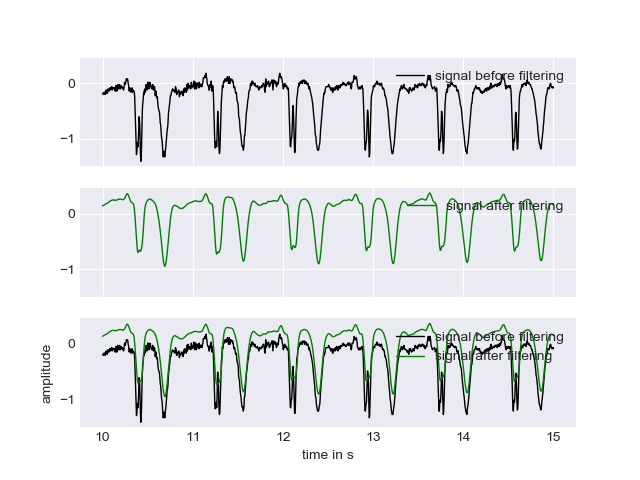 signal before filtering
0
−1
signal after filtering
0
−1
signal before filtering
signal after filtering
0
−1
amplitude
10 11 12 13 14 15
time in s